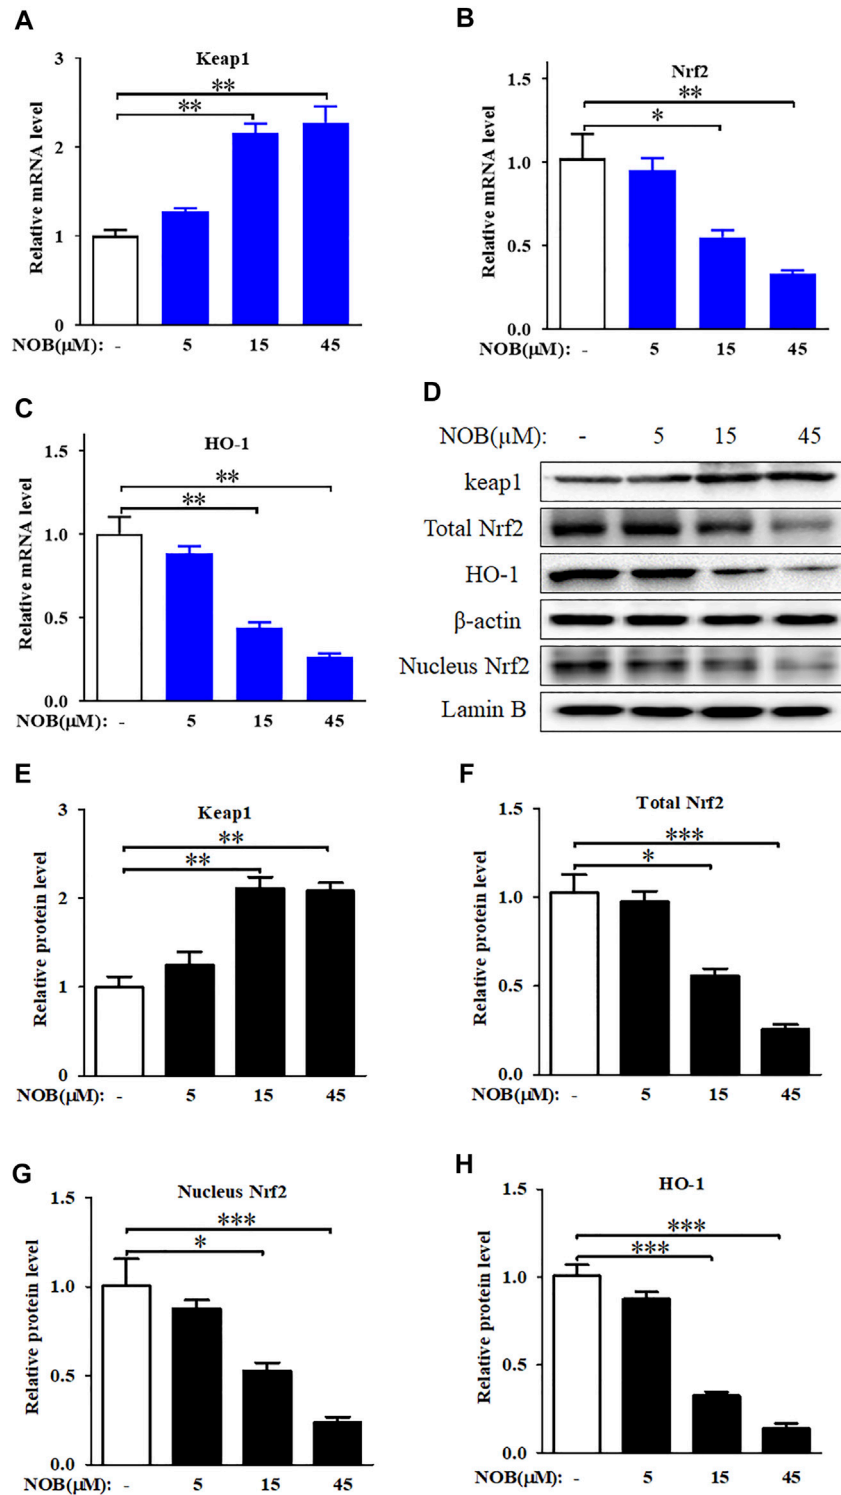 A
Keap1
Relative mRNA level
3
2
1
0
**
**
NOB(μM): - 5 15 45
B
Nrf2
Relative mRNA level
1.5
1.0
0.5
0.0
**
*
NOB(μM): - 5 15 45
C
HO-1
Relative mRNA level
1.5
1.0
0.5
0.0
**
**
NOB(μM): - 5 15 45
D
NOB(μM): - 5 15 45
keap1
Total Nrf2
HO-1
β-actin
Nucleus Nrf2
Lamin B
E
Keap1
Relative protein level
3
2
1
0
**
**
NOB(μM): - 5 15 45
F
Total Nrf2
Relative protein level
1.5
1.0
0.5
0.0
***
*
NOB(μM): - 5 15 45
G
Nucleus Nrf2
Relative protein level
1.5
1.0
0.5
0.0
***
*
NOB(μM): - 5 15 45
H
HO-1
Relative protein level
1.5
1.0
0.5
0.0
***
***
NOB(μM): - 5 15 45